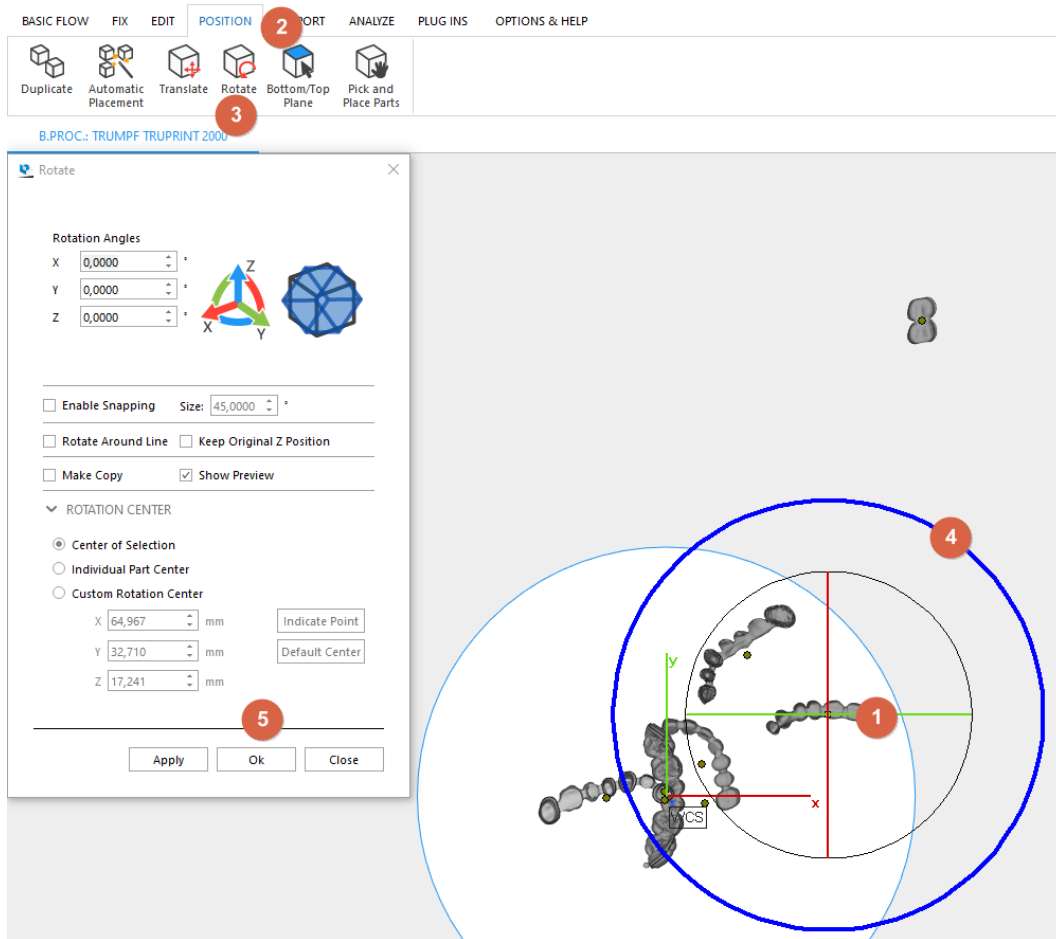 BASIC FLOW FIX EDIT POSITION 2 PORT ANALYZE PLUG INS OPTIONS & HELP
Duplicate Automatic Placement Translate Rotate Bottom/Top Plane Pick and Place Parts
3
B.PROC.: TRUMPF TRUPRINT 2000
Rotate
Rotation Angles
X 0,0000 °
Y 0,0000 °
Z 0,0000 °
Z
X
Y
Enable Snapping Size: 45,0000 °
Rotate Around Line Keep Original Z Position
Make Copy Show Preview
ROTATION CENTER
Center of Selection
Individual Part Center
Custom Rotation Center
X 64,967 mm Indicate Point
Y 32,710 mm Default Center
Z 17,241 mm
5
Apply Ok Close
4
1
y
x
WCS